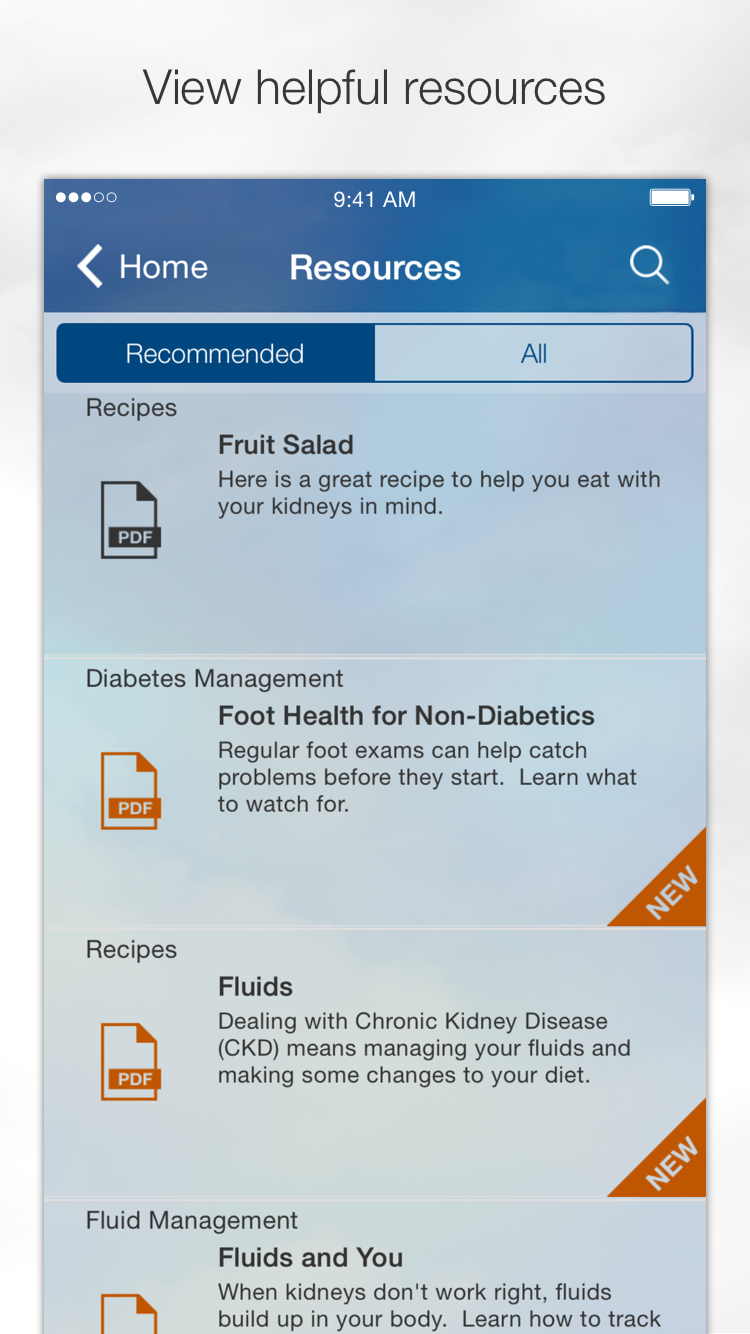 View helpful resources
9:41 AM
Home
Resources
Recommended
All
Recipes
Fruit Salad
Here is a great recipe to help you eat with
your kidneys in mind.
PDF
Diabetes Management
Foot Health for Non-Diabetics
Regular foot exams can help catch
problems before they start.  Learn what
to watch for.
PDF
NEW
Recipes
Fluids
Dealing with Chronic Kidney Disease
(CKD) means managing your fluids and
making some changes to your diet.
PDF
NEW
Fluid Management
Fluids and You
When kidneys don't work right, fluids
build up in your body.  Learn how to track